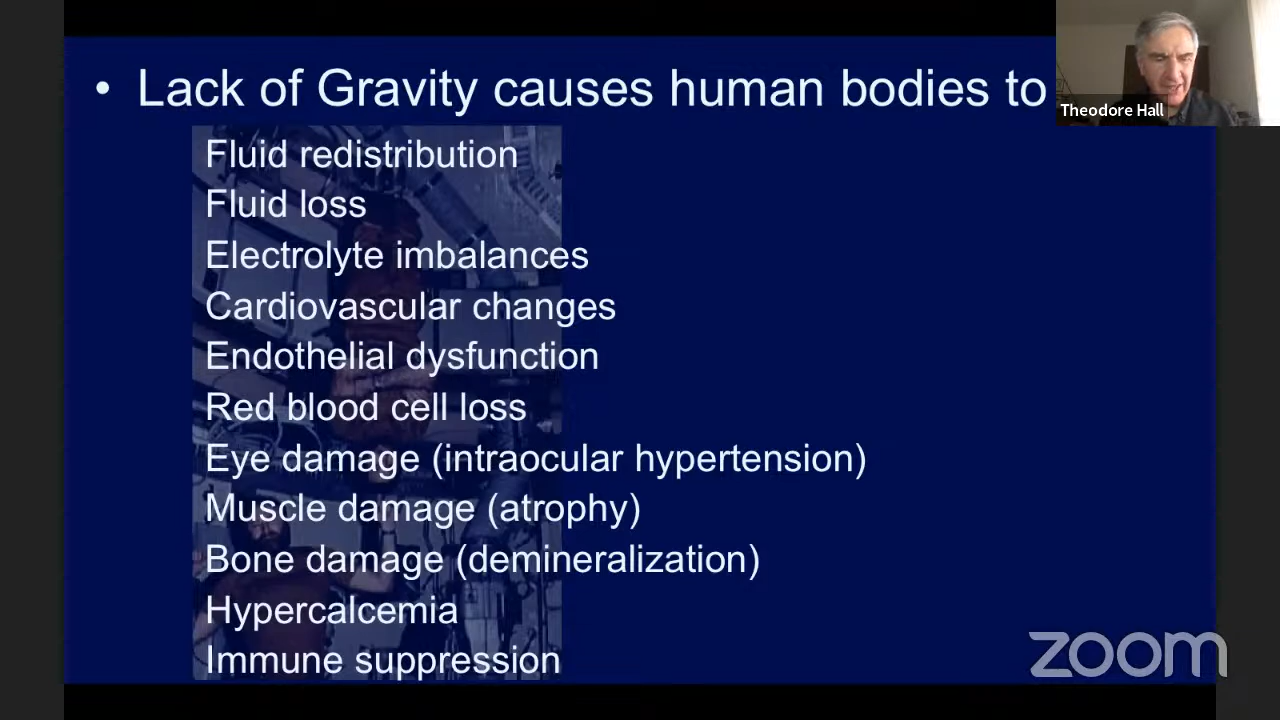 • Lack of Gravity causes human bodies to
Theodore Hall
Fluid redistribution
Fluid loss
Electrolyte imbalances
Cardiovascular changes
Endothelial dysfunction
Red blood cell loss
Eye damage (intraocular hypertension)
Muscle damage (atrophy)
Bone damage (demineralization)
Hypercalcemia
Immune suppression
zoom